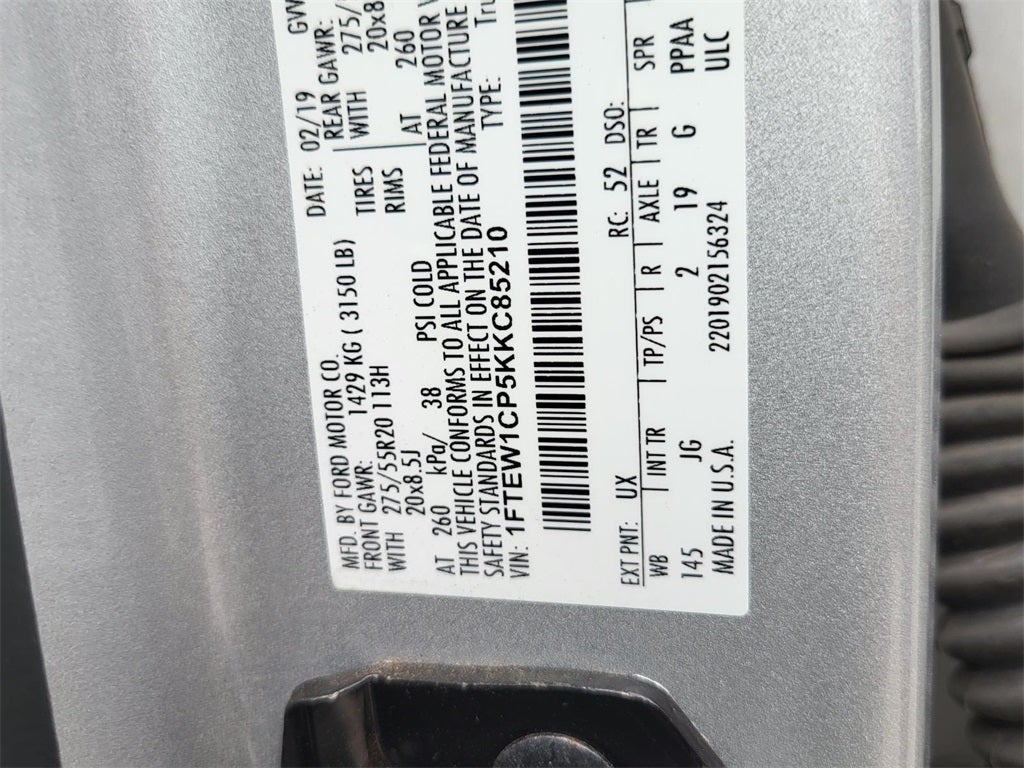 MFD. BY FORD MOTOR CO. DATE: 02/19 GV
FRONT GAWR: 1429 KG ( 3150 LB) REAR GAWR:
WITH 275/55R20 113H TIRES WITH 275/
20x8.5J RIMS 20x8
AT 260 kPa/ 38 PSI COLD AT 260
THIS VEHICLE CONFORMS TO ALL APPLICABLE FEDERAL MOTOR V
SAFETY STANDARDS IN EFFECT ON THE DATE OF MANUFACTURE
VIN: 1FTEW1CP5KKC85210 TYPE: Tru
EXT PNT: UX RC: 52 DSO:
WB INT TR TP/PS R AXLE TR SPR
145 JG 2 19 G PPAA
MADE IN U.S.A. 2201902156324 ULC